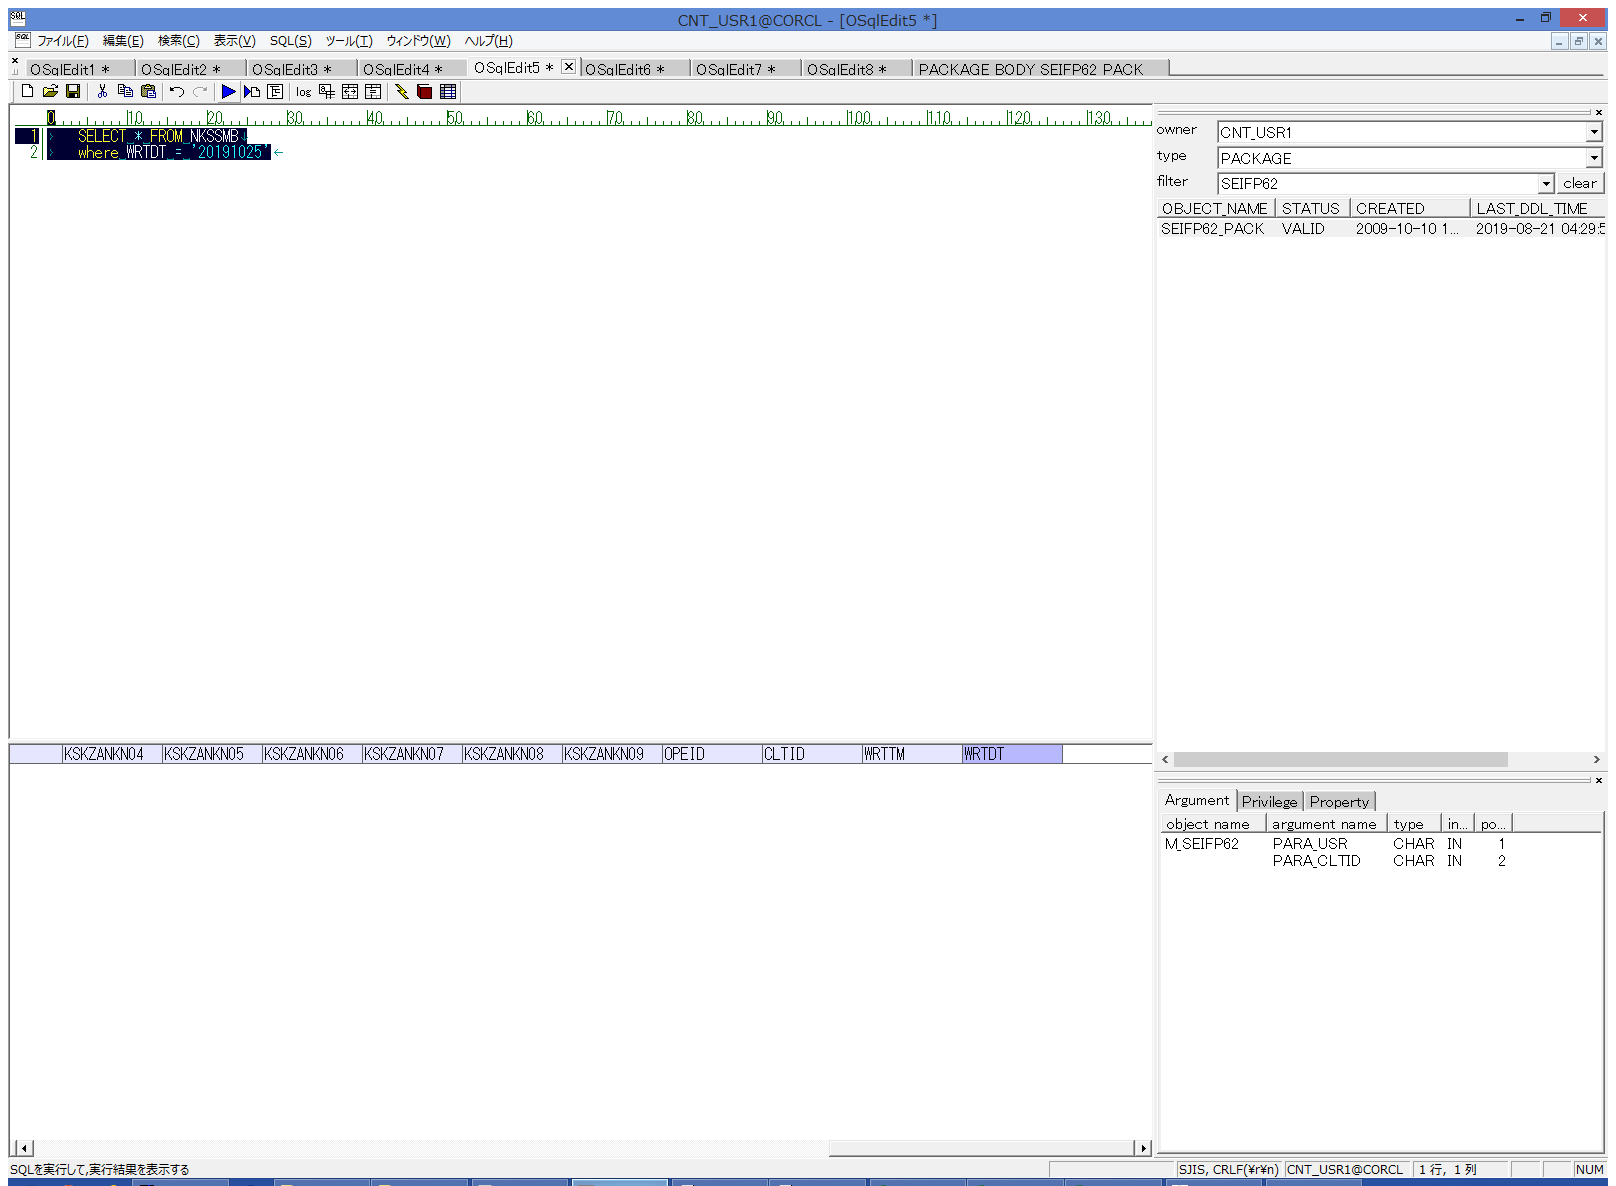 CNT_USR1@CORCL - [OSqlEdit5 *]
ファイル(F) 編集(E) 検索(C) 表示(V) SQL(S) ツール(T) ウィンドウ(W) ヘルプ(H)
OSqlEdit1 * OSqlEdit2 * OSqlEdit3 * OSqlEdit4 * OSqlEdit5 * OSqlEdit6 * OSqlEdit7 * OSqlEdit8 * PACKAGE BODY SEIFP62_PACK
log
0 10 20 30 40 50 60 70 80 90 100 110 120 130
1 SELECT * FROM NKSSMB
2 where WRTDT = '20191025'
owner CNT_USR1
type PACKAGE
filter SEIFP62 clear
OBJECT_NAME STATUS CREATED LAST_DDL_TIME
SEIFP62_PACK VALID 2009-10-10 1... 2019-08-21 04:29:5
KSKZANKN04 KSKZANKN05 KSKZANKN06 KSKZANKN07 KSKZANKN08 KSKZANKN09 OPEID CLTID WRTTM WRTDT
Argument Privilege Property
object name argument name type in... po...
M_SEIFP62 PARA_USR CHAR IN 1
PARA_CLTID CHAR IN 2
SQLを実行して,実行結果を表示する
SJIS, CRLF(¥r¥n) CNT_USR1@CORCL 1 行, 1 列 NUM